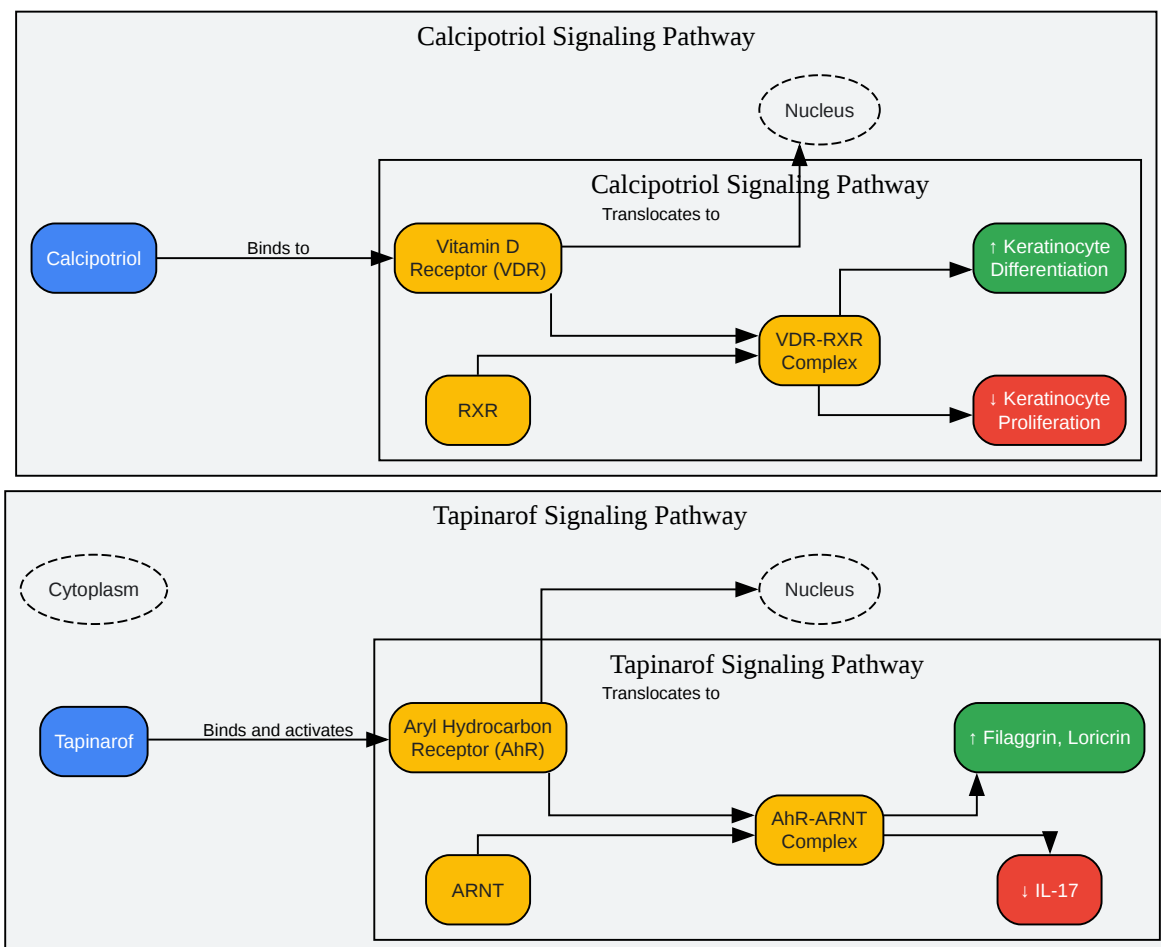 Calcipotriol Signaling Pathway
Nucleus
Calcipotriol Signaling Pathway
Translocates to
Calcipotriol
Binds to
Vitamin D
Receptor (VDR)
↑ Keratinocyte
Differentiation
VDR-RXR
Complex
RXR
↓ Keratinocyte
Proliferation
Tapinarof Signaling Pathway
Cytoplasm
Nucleus
Tapinarof Signaling Pathway
Translocates to
Tapinarof
Binds and activates
Aryl Hydrocarbon
Receptor (AhR)
↑ Filaggrin, Loricrin
AhR-ARNT
Complex
ARNT
↓ IL-17